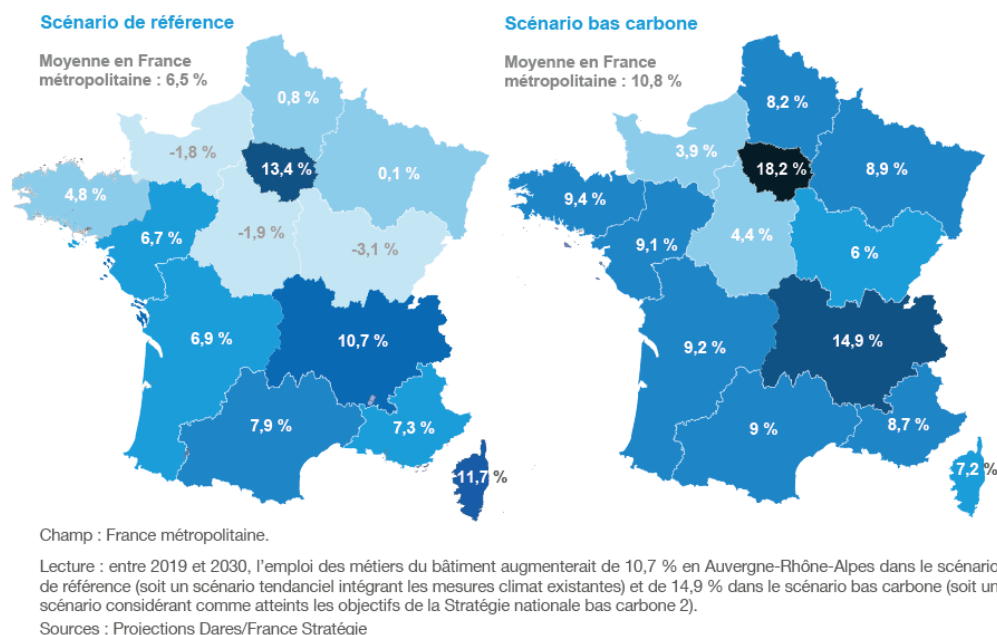 Scénario de référence
Moyenne en France
métropolitaine : 6,5 %
0,8 %
-1,8 %
13,4 %
0,1 %
4,8 %
6,7 %
-1,9 %
-3,1 %
6,9 %
10,7 %
7,9 %
7,3 %
11,7 %
Scénario bas carbone
Moyenne en France
métropolitaine : 10,8 %
8,2 %
3,9 %
18,2 %
8,9 %
9,4 %
9,1 %
4,4 %
6 %
9,2 %
14,9 %
9 %
8,7 %
7,2 %
Champ : France métropolitaine.
Lecture : entre 2019 et 2030, l’emploi des métiers du bâtiment augmenterait de 10,7 % en Auvergne-Rhône-Alpes dans le scénario
de référence (soit un scénario tendanciel intégrant les mesures climat existantes) et de 14,9 % dans le scénario bas carbone (soit un
scénario considérant comme atteints les objectifs de la Stratégie nationale bas carbone 2).
Sources : Projections Dares/France Stratégie